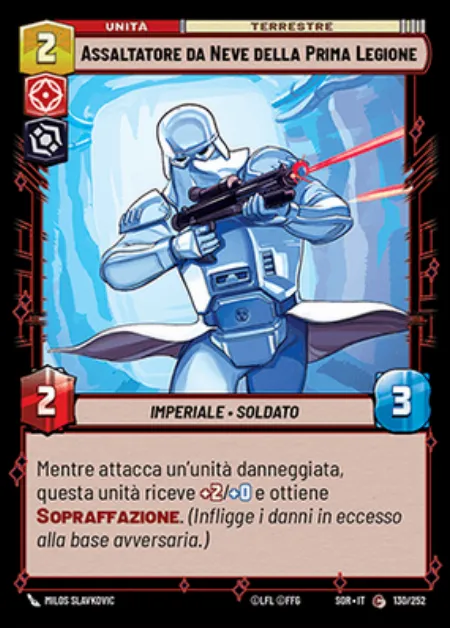 UNITÀ TERRESTRE
2 ASSALTATORE DA NEVE DELLA PRIMA LEGIONE
2 IMPERIALE • SOLDATO 3
Mentre attacca un'unità danneggiata,
questa unità riceve +2/+0 e ottiene
SOPRAFFAZIONE. (Infligge i danni in eccesso
alla base avversaria.)
MILOS SLAVKOVIC ©LFL ©FFG SOR•IT C 130/252